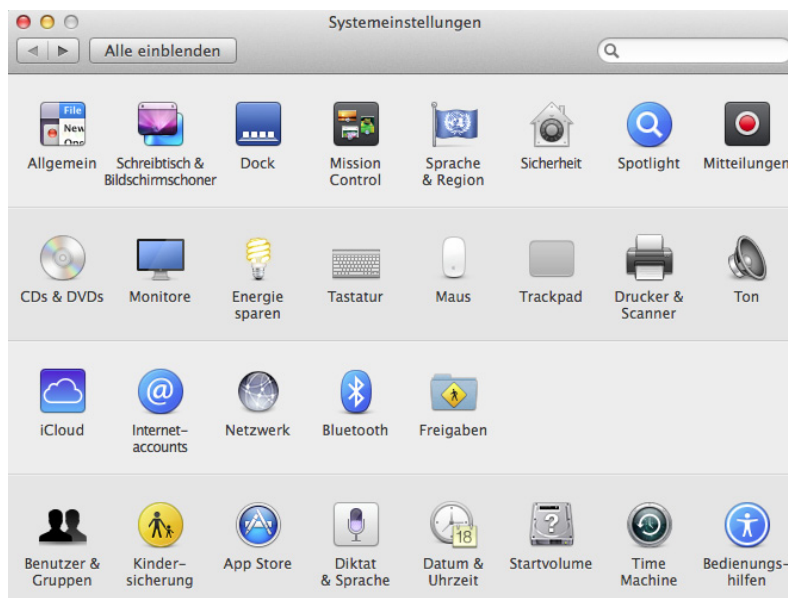 Systemeinstellungen
Alle einblenden
File
New
Allgemein
Schreibtisch &
Bildschirmschoner
Dock
Mission
Control
Sprache
& Region
Sicherheit
Spotlight
Mitteilungen
CDs & DVDs
Monitore
Energie
sparen
Tastatur
Maus
Trackpad
Drucker &
Scanner
Ton
iCloud
Internet-
accounts
Netzwerk
Bluetooth
Freigaben
Benutzer &
Gruppen
Kinder-
sicherung
App Store
Diktat
& Sprache
18
Datum &
Uhrzeit
?
Startvolume
Time
Machine
Bedienungs-
hilfen